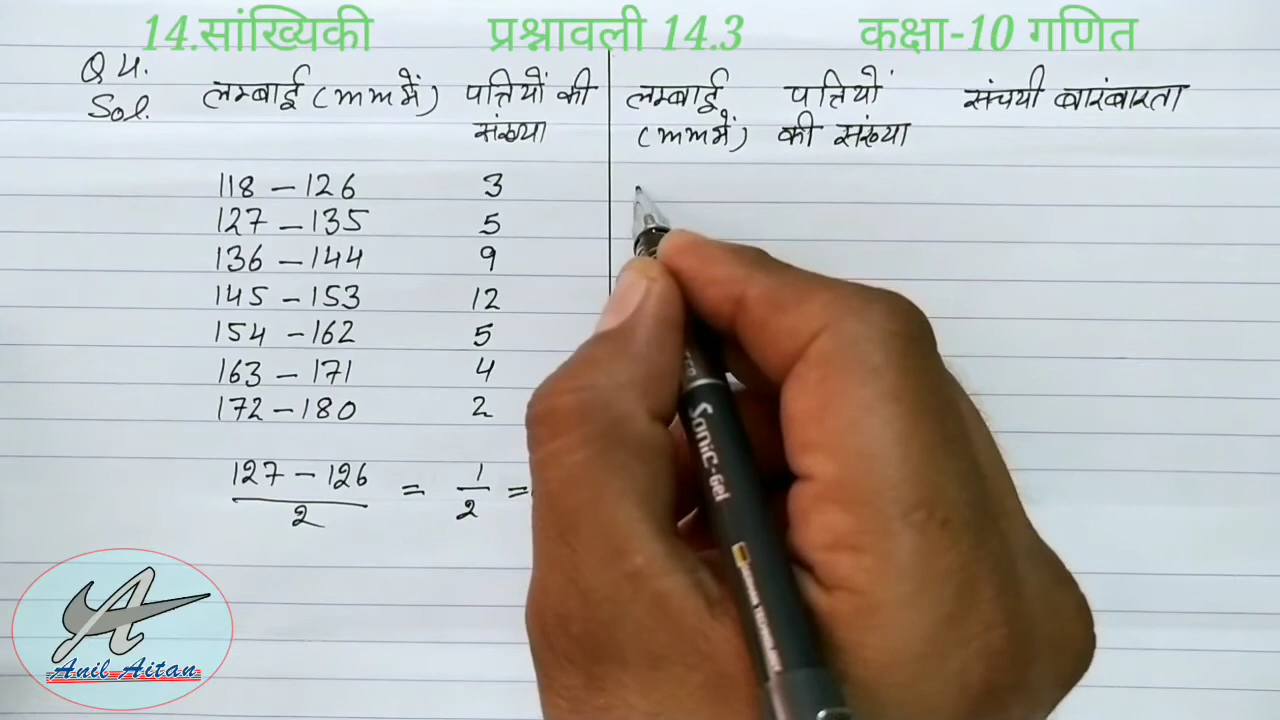 14.सांख्यिकी प्रश्नावली 14.3 कक्षा-10 गणित
Q 4.
Sol. लम्बाई (mm में) पत्तियों की संख्या
118 - 126 3
127 - 135 5
136 - 144 9
145 - 153 12
154 - 162 5
163 - 171 4
172 - 180 2
127 - 126 / 2 = 1 / 2 =
लम्बाई (mm में) पत्तियों की संख्या संचयी बारंबारता
SONIC-Gel
Anil Aitan